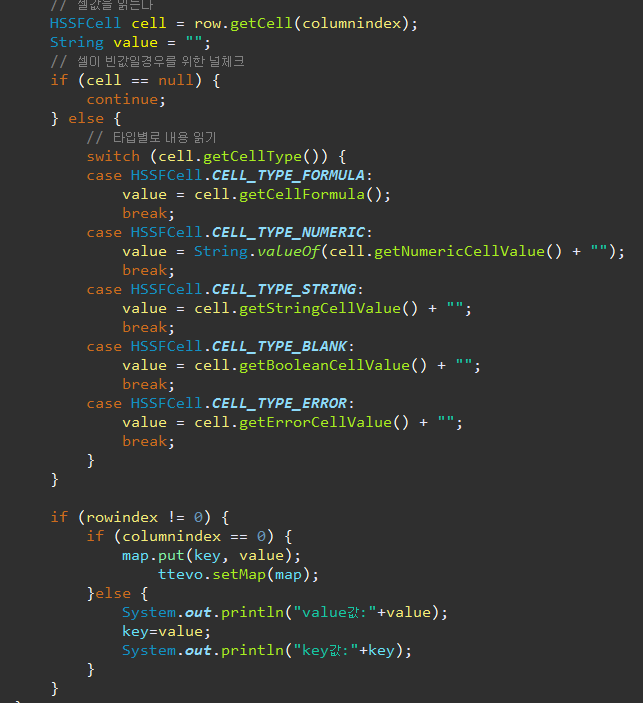 // 셀값을 읽는다
HSSFCell cell = row.getCell(columnindex);
String value = "";
// 셀이 빈값일경우를 위한 널체크
if (cell == null) {
continue;
} else {
// 타입별로 내용 읽기
switch (cell.getCellType()) {
case HSSFCell.CELL_TYPE_FORMULA:
value = cell.getCellFormula();
break;
case HSSFCell.CELL_TYPE_NUMERIC:
value = String.valueOf(cell.getNumericCellValue() + "");
break;
case HSSFCell.CELL_TYPE_STRING:
value = cell.getStringCellValue() + "";
break;
case HSSFCell.CELL_TYPE_BLANK:
value = cell.getBooleanCellValue() + "";
break;
case HSSFCell.CELL_TYPE_ERROR:
value = cell.getErrorCellValue() + "";
break;
}
}
if (rowindex != 0) {
if (columnindex == 0) {
map.put(key, value);
ttevo.setMap(map);
}else {
System.out.println("value값:"+value);
key=value;
System.out.println("key값:"+key);
}
}